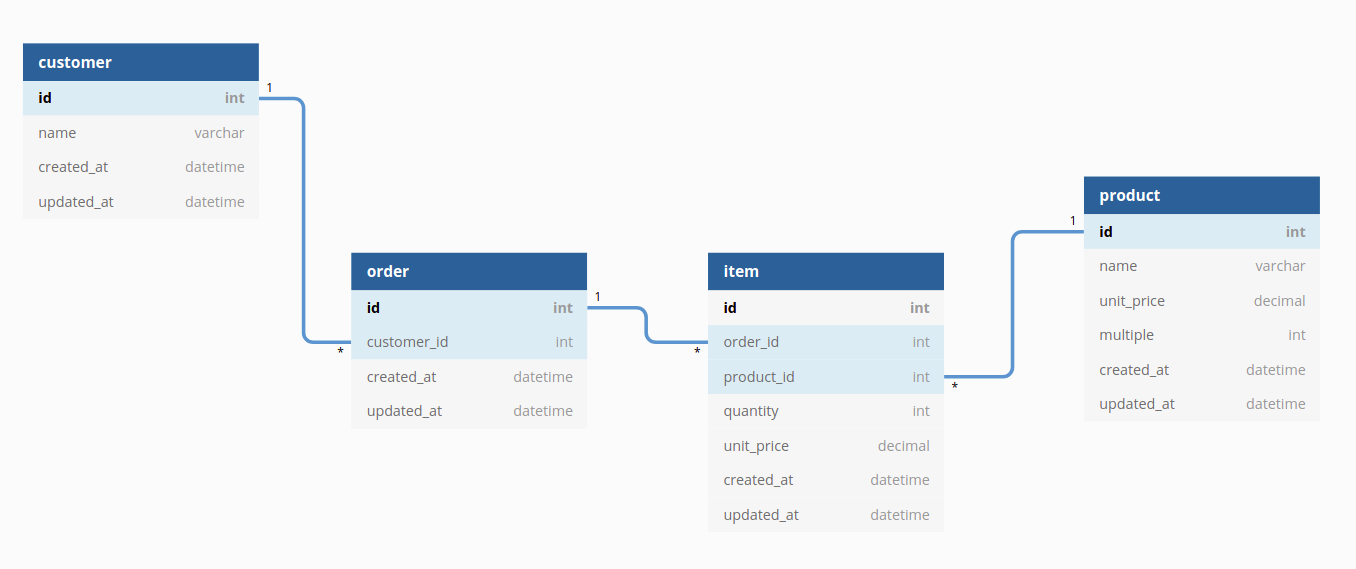 customer
id int
name varchar
created_at datetime
updated_at datetime
1
*
order
id int
customer_id int
created_at datetime
updated_at datetime
1
*
item
id int
order_id int
product_id int
quantity int
unit_price decimal
created_at datetime
updated_at datetime
*
1
product
id int
name varchar
unit_price decimal
multiple int
created_at datetime
updated_at datetime